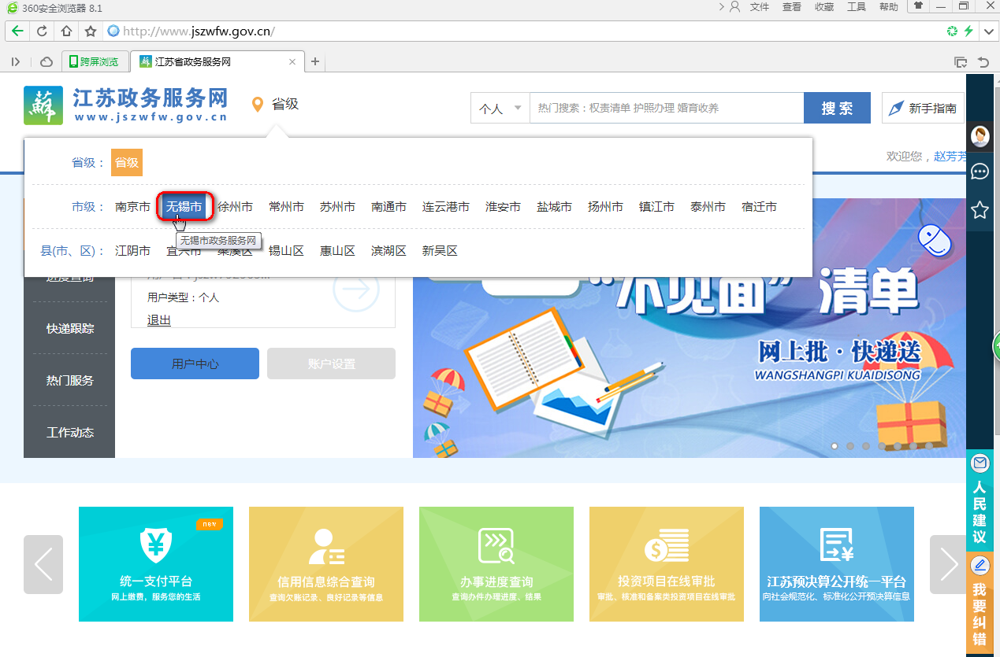 360安全浏览器 8.1
文件 查看 收藏 工具 帮助
http://www.jszwfw.gov.cn/
跨屏浏览
江苏省政务服务网
江苏政务服务网
www.jszwfw.gov.cn
省级
个人
热门搜索：权责清单 护照办理 婚育收养
搜 索
新手指南
欢迎您，赵芳芳
省级： 省级
市级： 南京市 无锡市 徐州市 常州市 苏州市 南通市 连云港市 淮安市 盐城市 扬州市 镇江市 泰州市 宿迁市
无锡市政务服务网
县(市、区)： 江阴市 宜兴市 梁溪区 锡山区 惠山区 滨湖区 新吴区
进度查询
快递跟踪
热门服务
工作动态
用户类型：个人
退出
用户中心
账户设置
“不见面”清单
网上批·快递送
WANGSHANGPI KUAIDISONG
new
统一支付平台
网上缴费，服务您的生活
信用信息综合查询
查询欠账记录、良好记录等信息
办事进度查询
查询办件办理进度、结果
投资项目在线审批
审批、核准和备案类投资项目在线审批
江苏预决算公开统一平台
向社会规范化、标准化公开预决算信息
人民建议
我要纠错